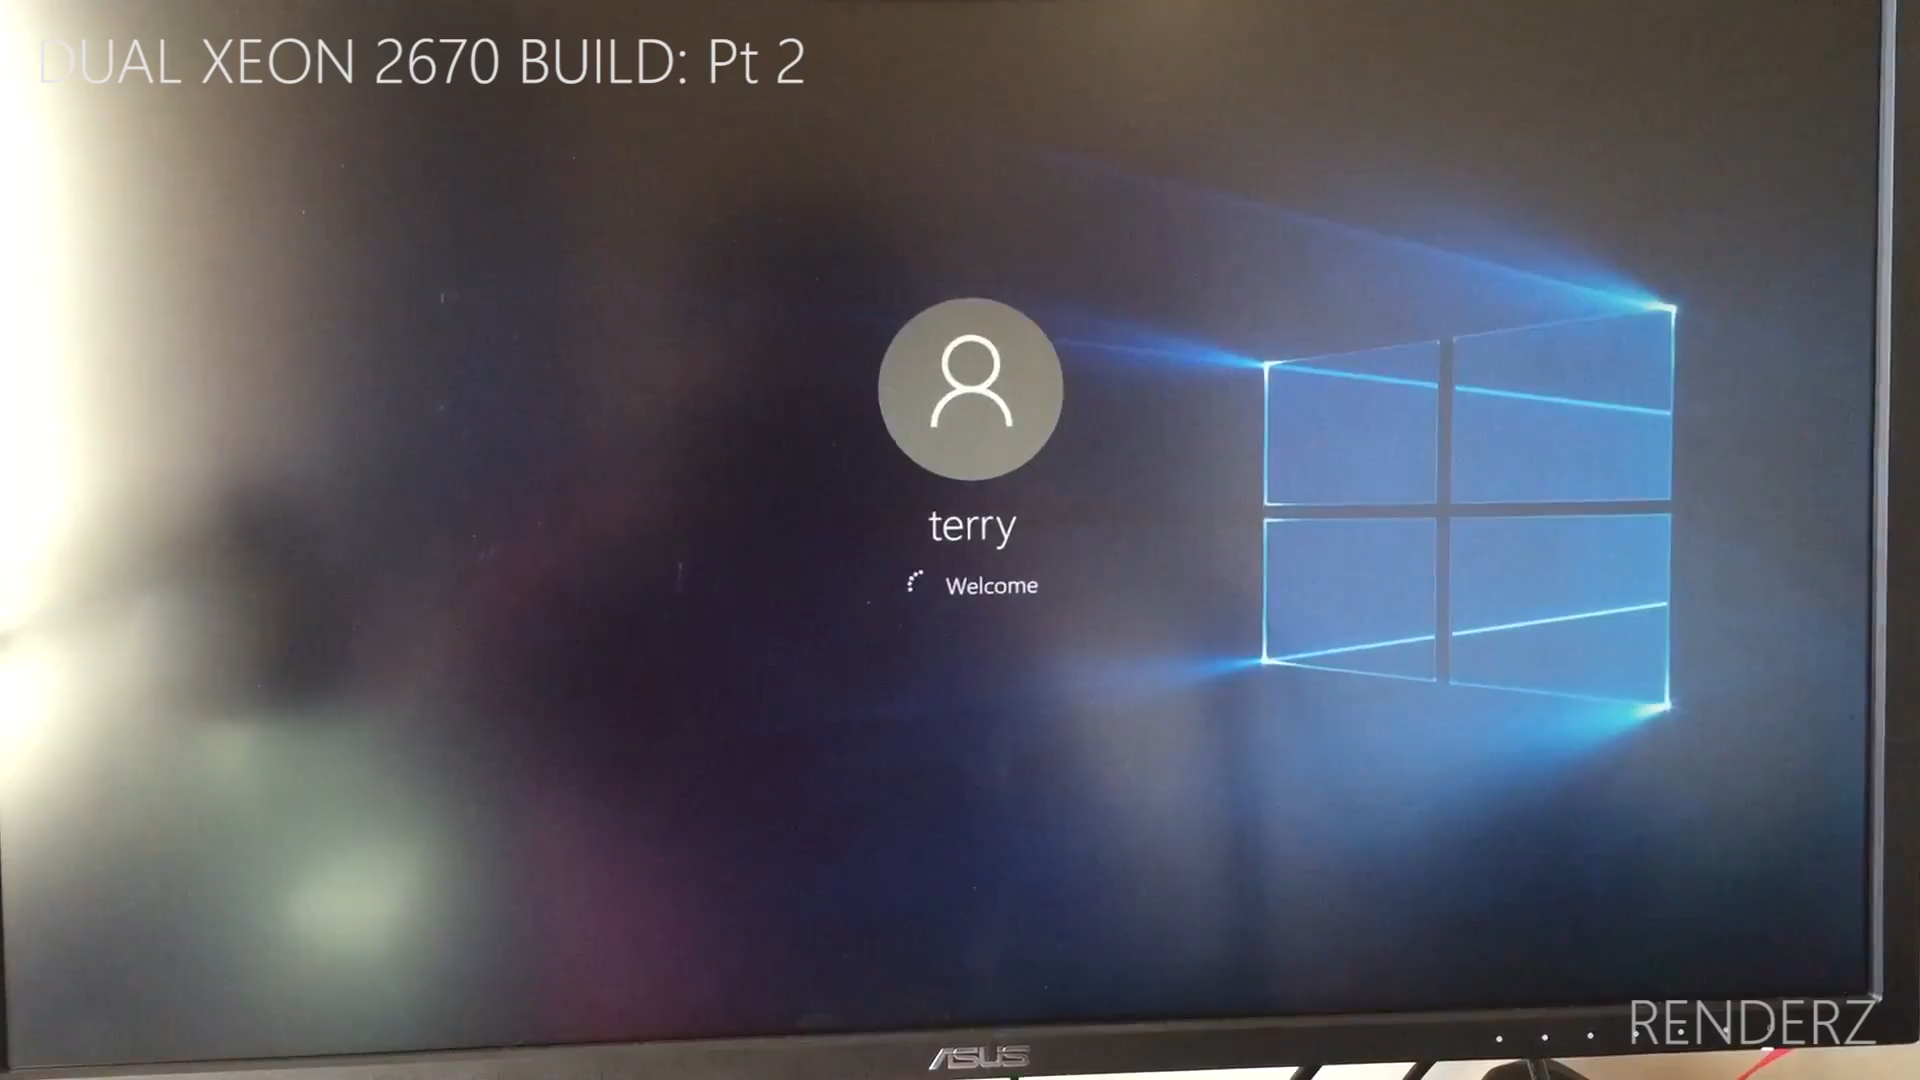 DUAL XEON 2670 BUILD: Pt 2
terry
Welcome
RENDERZ
ASUS